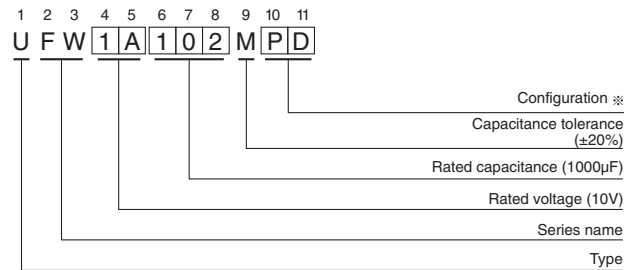 1 2 3 4 5 6 7 8 9 10 11
U F W 1 A 1 0 2 M P D
Configuration ※
Capacitance tolerance
(±20%)
Rated capacitance (1000µF)
Rated voltage (10V)
Series name
Type